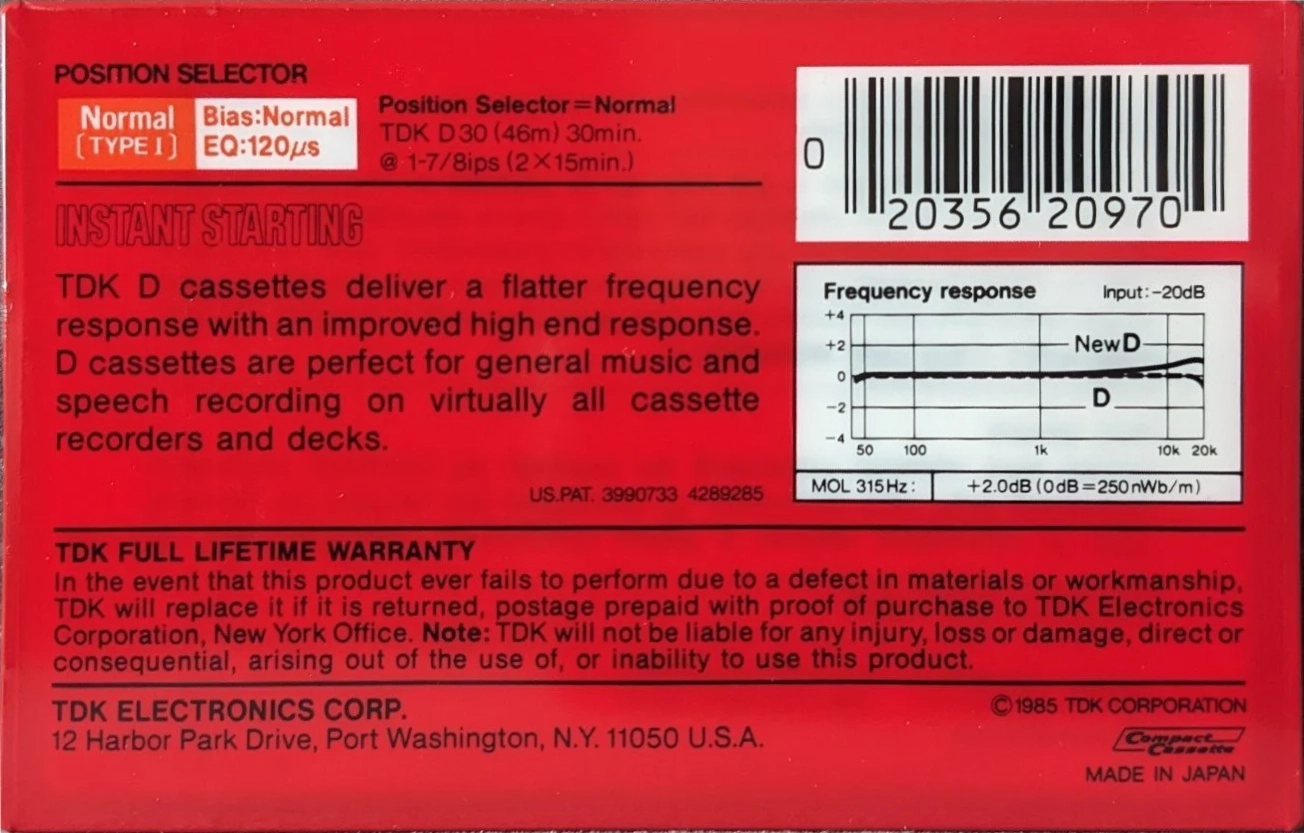 POSITION SELECTOR
Normal
[TYPE I]
Bias:Normal
EQ:120μs
Position Selector=Normal
TDK D30 (46m) 30min.
@ 1-7/8ips (2×15min.)
0 20356 20970
INSTANT STARTING
TDK D cassettes deliver a flatter frequency
response with an improved high end response.
D cassettes are perfect for general music and
speech recording on virtually all cassette
recorders and decks.
US.PAT. 3990733 4289285
Frequency response Input:-20dB
+4
+2
0
-2
-4
New D
D
50 100 1k 10k 20k
MOL 315Hz: +2.0dB (0dB=250nWb/m)
TDK FULL LIFETIME WARRANTY
In the event that this product ever fails to perform due to a defect in materials or workmanship,
TDK will replace it if it is returned, postage prepaid with proof of purchase to TDK Electronics
Corporation, New York Office. Note: TDK will not be liable for any injury, loss or damage, direct or
consequential, arising out of the use of, or inability to use this product.
TDK ELECTRONICS CORP.
12 Harbor Park Drive, Port Washington, N.Y. 11050 U.S.A.
©1985 TDK CORPORATION
Compact
Cassette
MADE IN JAPAN